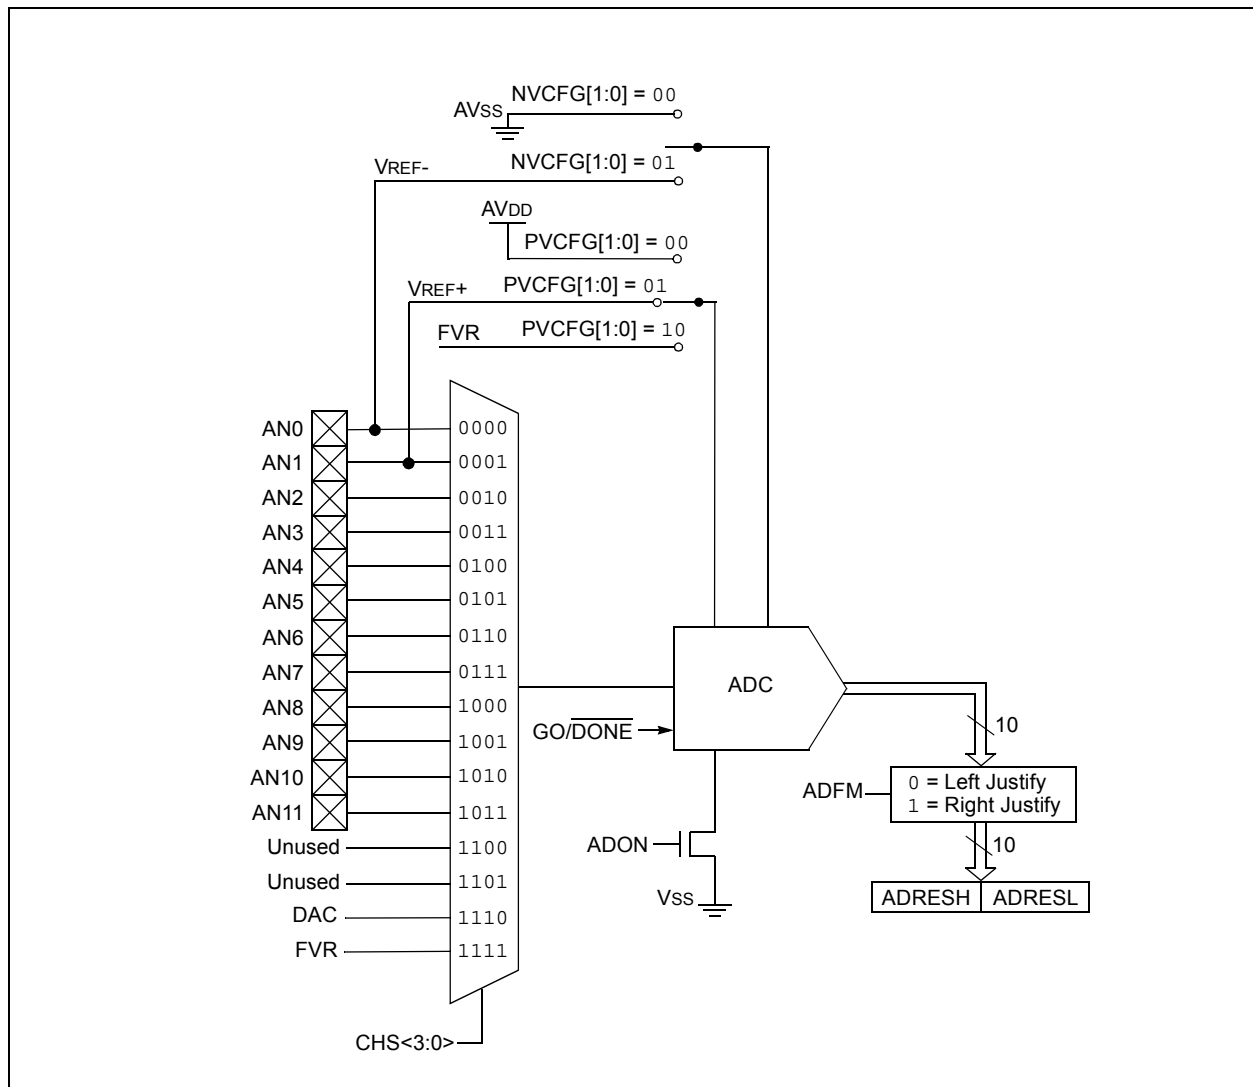 NVCFG[1:0] = 00
AVSS
VREF- NVCFG[1:0] = 01
AVDD
PVCFG[1:0] = 00
VREF+ PVCFG[1:0] = 01
FVR PVCFG[1:0] = 10
AN0 0000
AN1 0001
AN2 0010
AN3 0011
AN4 0100
AN5 0101
AN6 0110
AN7 0111
AN8 1000
AN9 1001
AN10 1010
AN11 1011
Unused 1100
Unused 1101
DAC 1110
FVR 1111
CHS<3:0>
ADC
GO/DONE
ADON
VSS
10
ADFM
0 = Left Justify
1 = Right Justify
10
ADRESH ADRESL